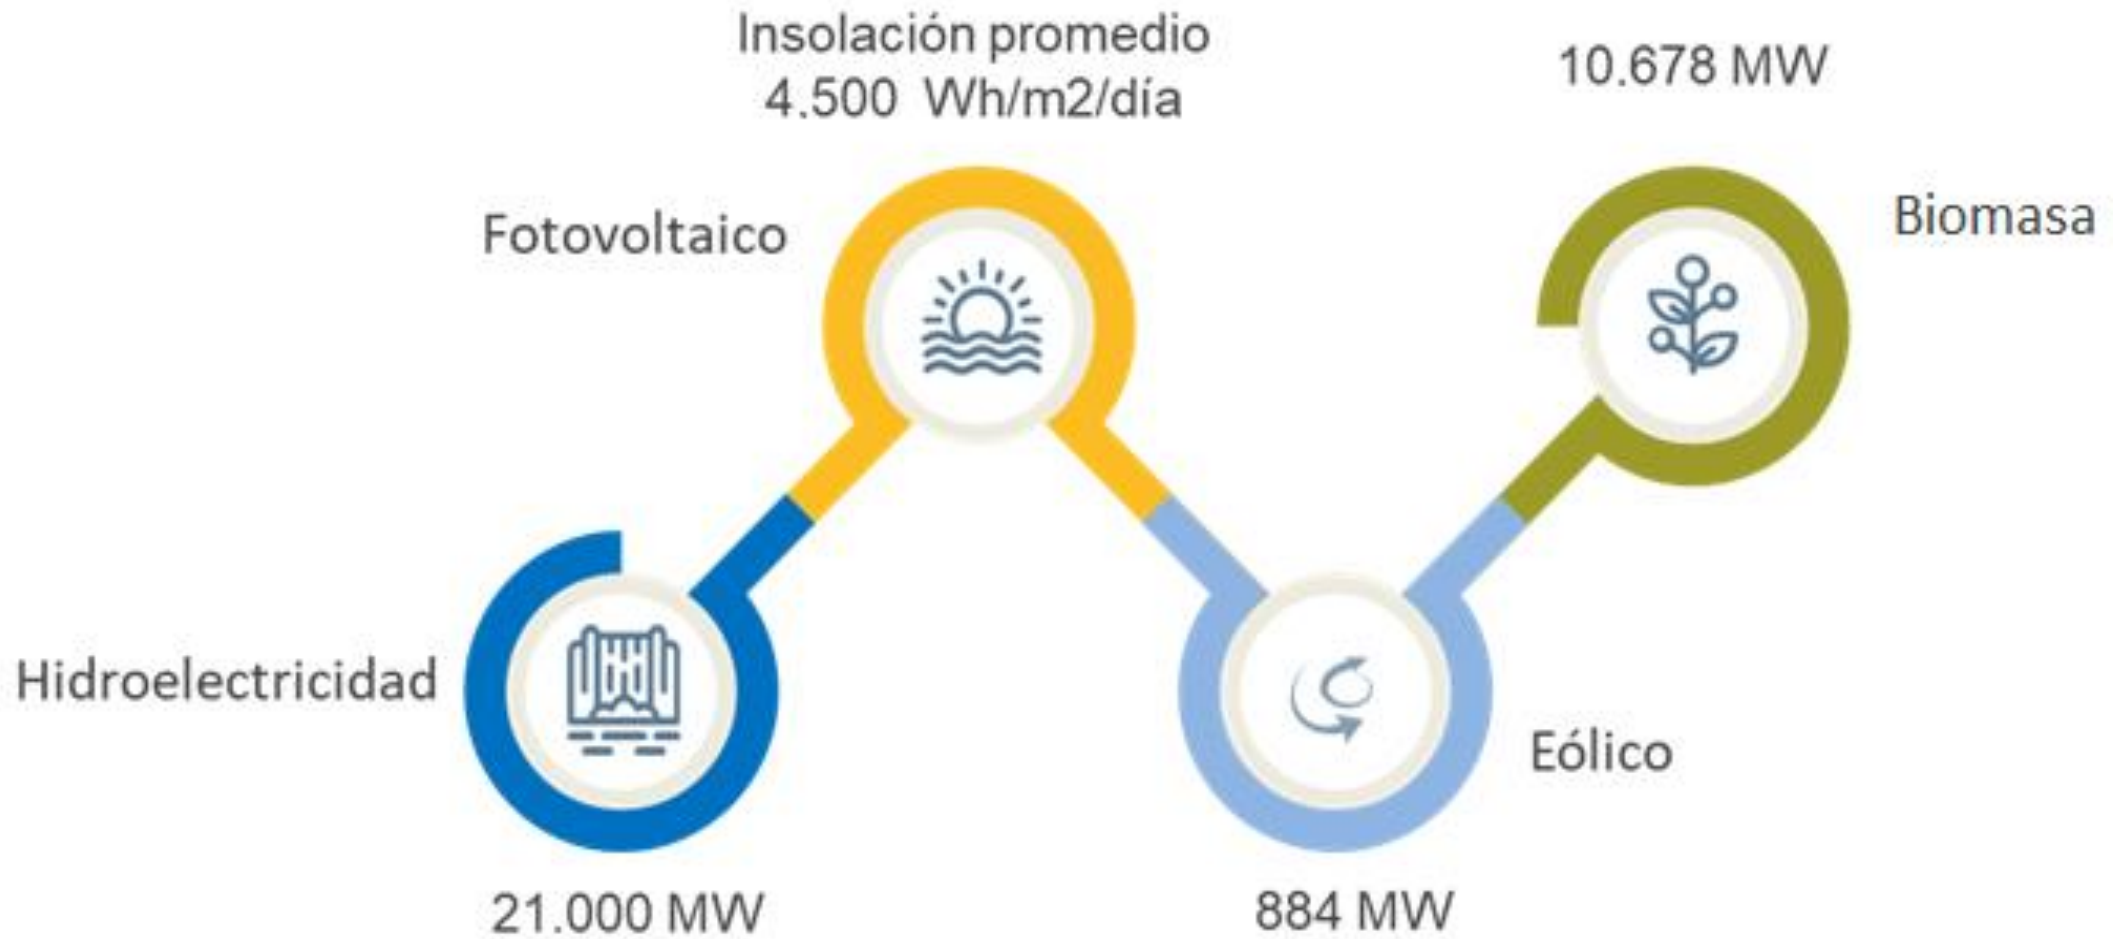 Insolación promedio
4.500 Wh/m2/día
Fotovoltaico
10.678 MW
Biomasa
Hidroelectricidad
21.000 MW
Eólico
884 MW